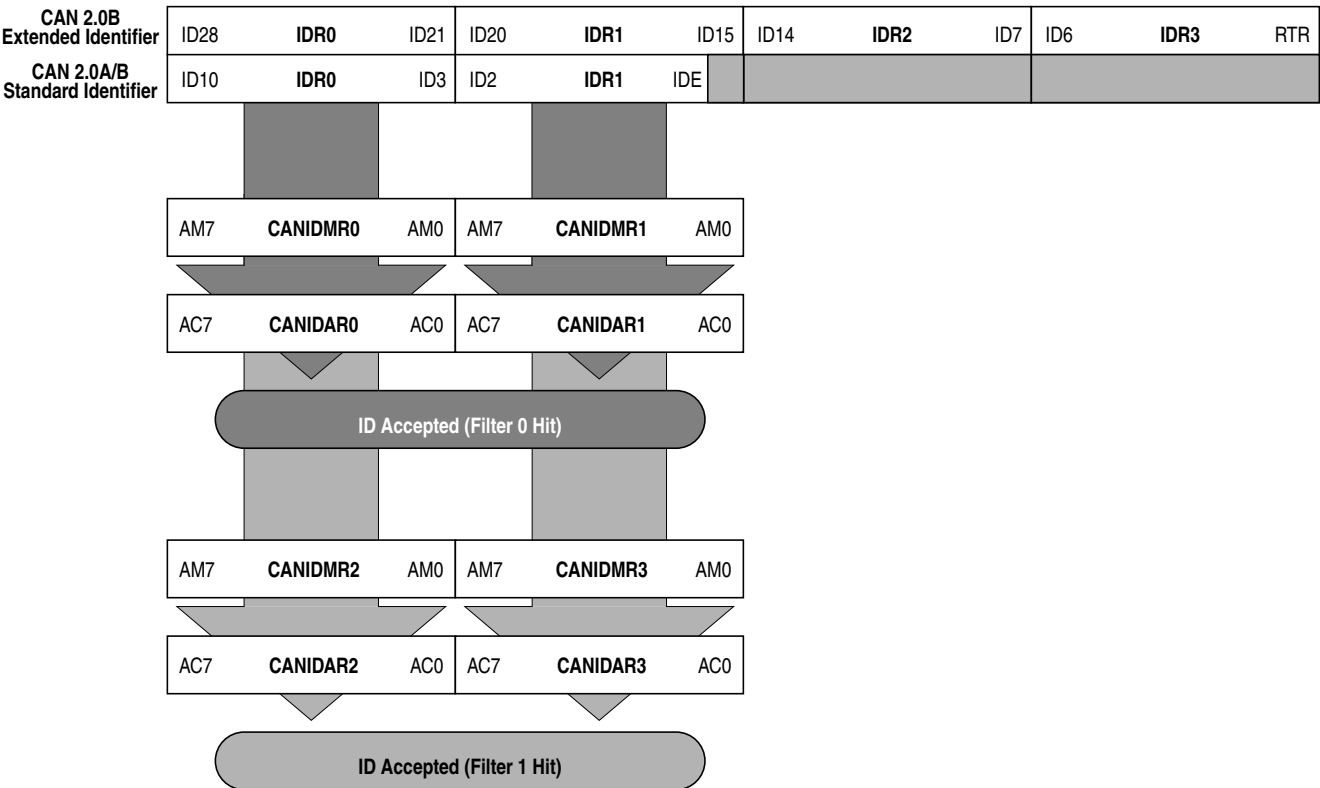 CAN 2.0B
Extended Identifier
ID28 IDR0 ID21 ID20 IDR1 ID15 ID14 IDR2 ID7 ID6 IDR3 RTR
CAN 2.0A/B
Standard Identifier
ID10 IDR0 ID3 ID2 IDR1 IDE
AM7 CANIDMR0 AM0 AM7 CANIDMR1 AM0
AC7 CANIDAR0 AC0 AC7 CANIDAR1 AC0
ID Accepted (Filter 0 Hit)
AM7 CANIDMR2 AM0 AM7 CANIDMR3 AM0
AC7 CANIDAR2 AC0 AC7 CANIDAR3 AC0
ID Accepted (Filter 1 Hit)